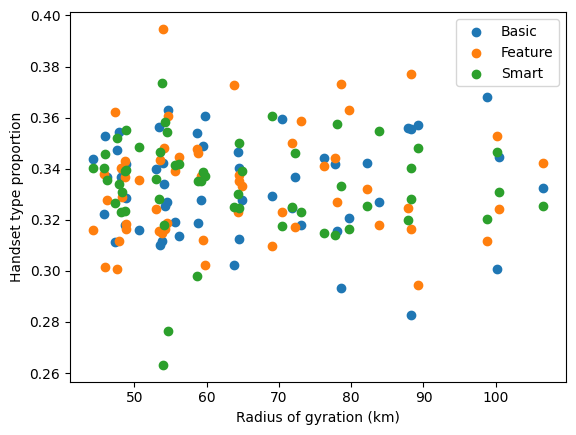 0.40
0.38
0.36
0.34
0.32
0.30
0.28
0.26
Handset type proportion
Basic
Feature
Smart
50
60
70
80
90
100
Radius of gyration (km)